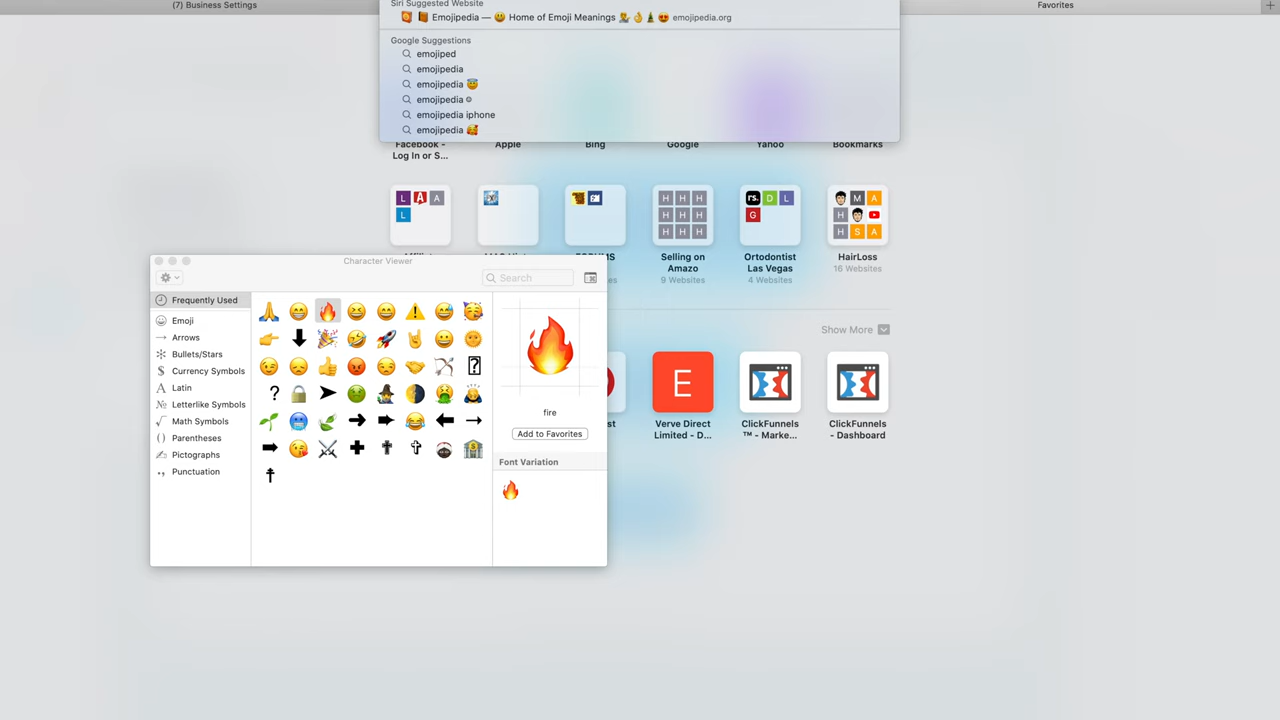 (7) Business Settings
Favorites
Siri Suggested Website
Emojipedia — 😃 Home of Emoji Meanings 💁‍♂️👌🎄😍 emojipedia.org
Google Suggestions
emojiped
emojipedia
emojipedia 😇
emojipedia ☺
emojipedia iphone
emojipedia 🥰
Facebook - Log In or S...
Apple
Bing
Google
Yahoo
Bookmarks
L A A L
H H H H H H H H H
rs. D L G
M A H H S A
Selling on Amazo
9 Websites
Ortodontist Las Vegas
4 Websites
HairLoss
16 Websites
Show More
E
Verve Direct Limited - D...
ClickFunnels ™ - Marke...
ClickFunnels - Dashboard
Character Viewer
Search
Frequently Used
Emoji
Arrows
Bullets/Stars
Currency Symbols
Latin
Letterlike Symbols
Math Symbols
Parentheses
Pictographs
Punctuation
fire
Add to Favorites
Font Variation